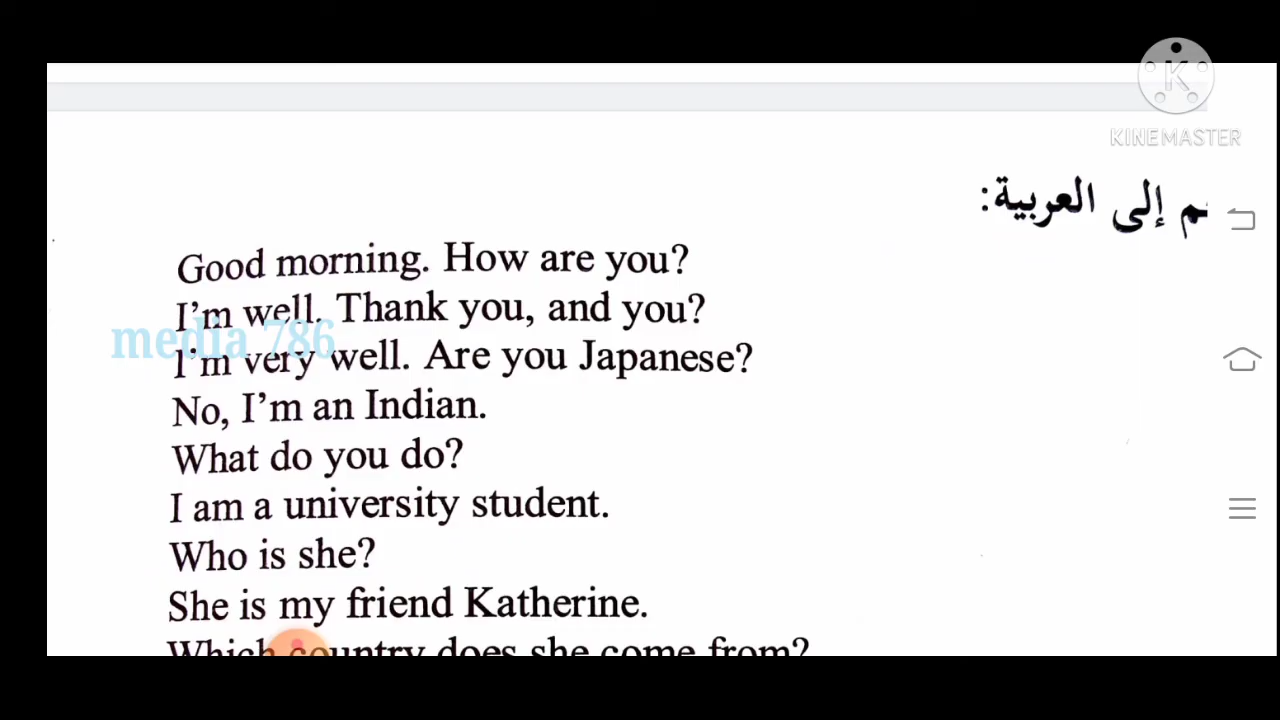 KINEMASTER
م إلى العربية:
Good morning. How are you?
I'm well. Thank you, and you?
media 786
I'm very well. Are you Japanese?
No, I'm an Indian.
What do you do?
I am a university student.
Who is she?
She is my friend Katherine.
Which country does she come from?